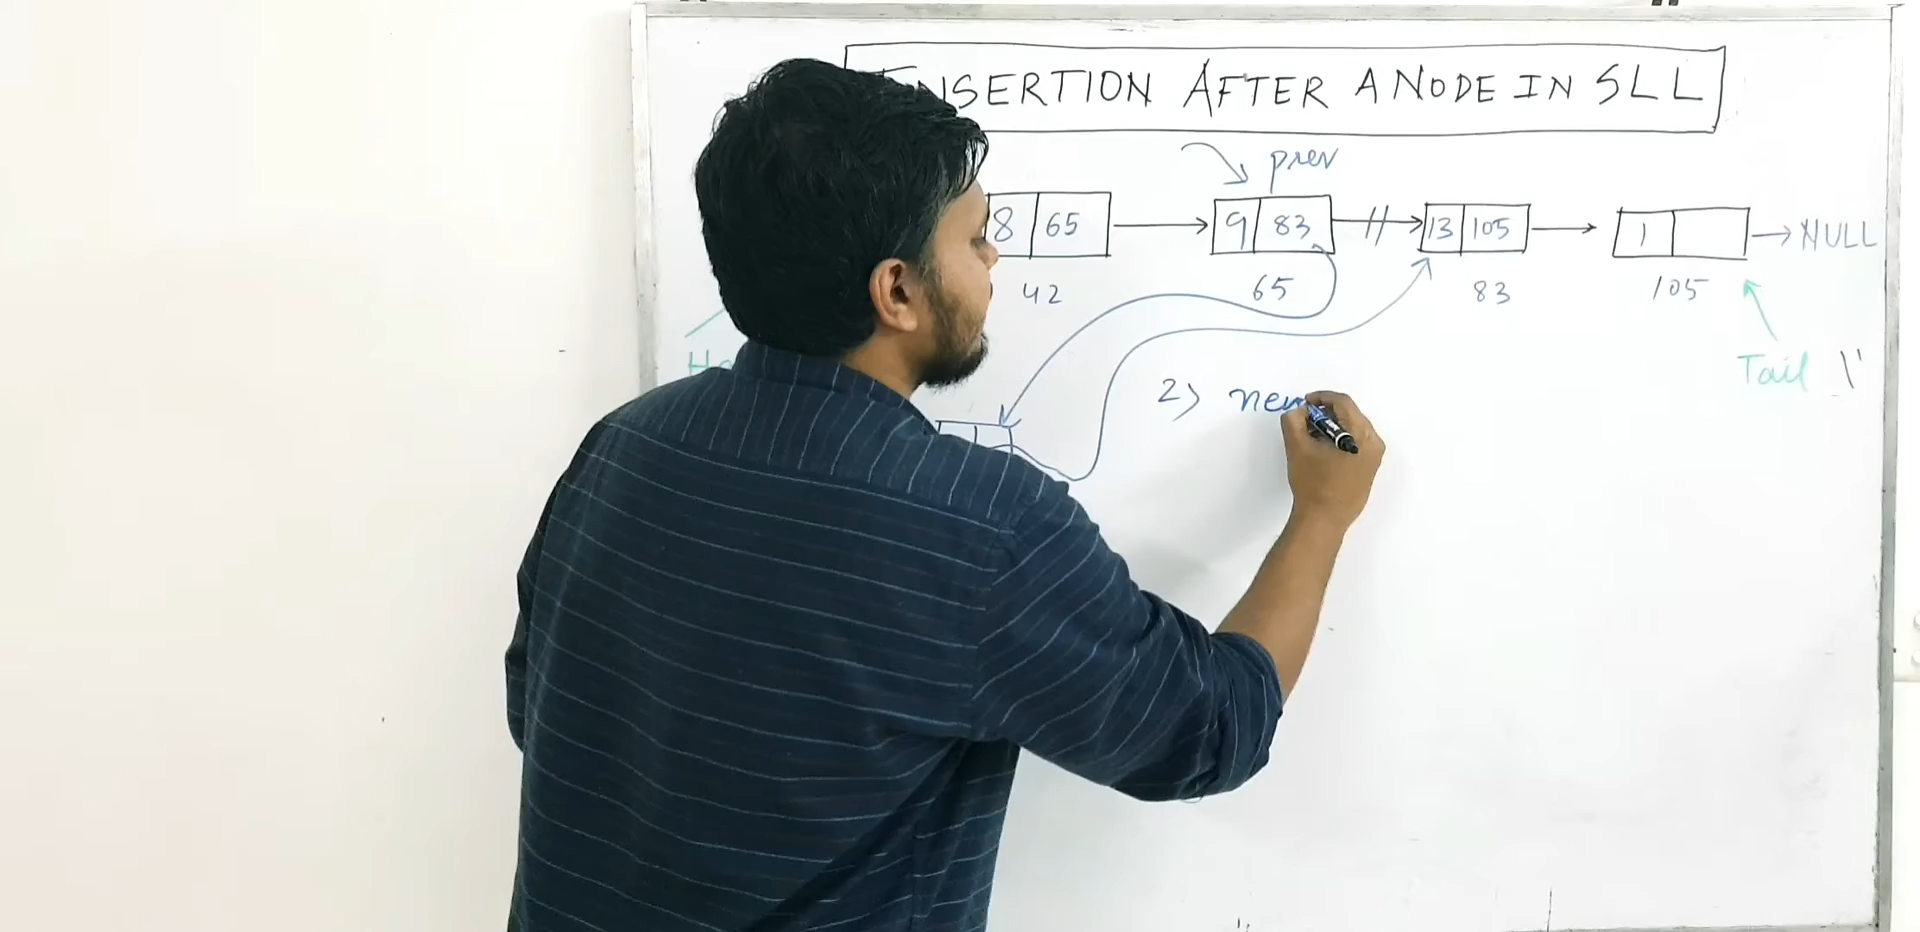 INSERTION AFTER A NODE IN SLL
prev
8 65 9 83 13 105 1 NULL
42 65 83 105
Tail
2) new